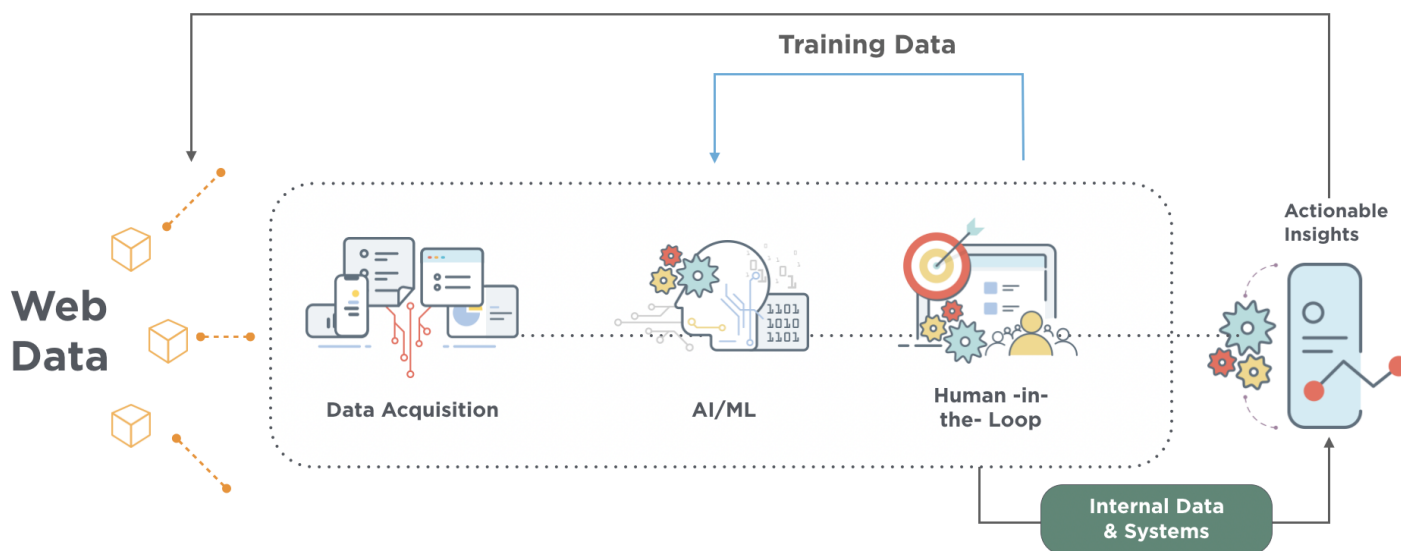 Training Data
Actionable
Insights
Web
Data
1101
1010
1101
Data Acquisition
AI/ML
Human -in-
the- Loop
Internal Data
& Systems